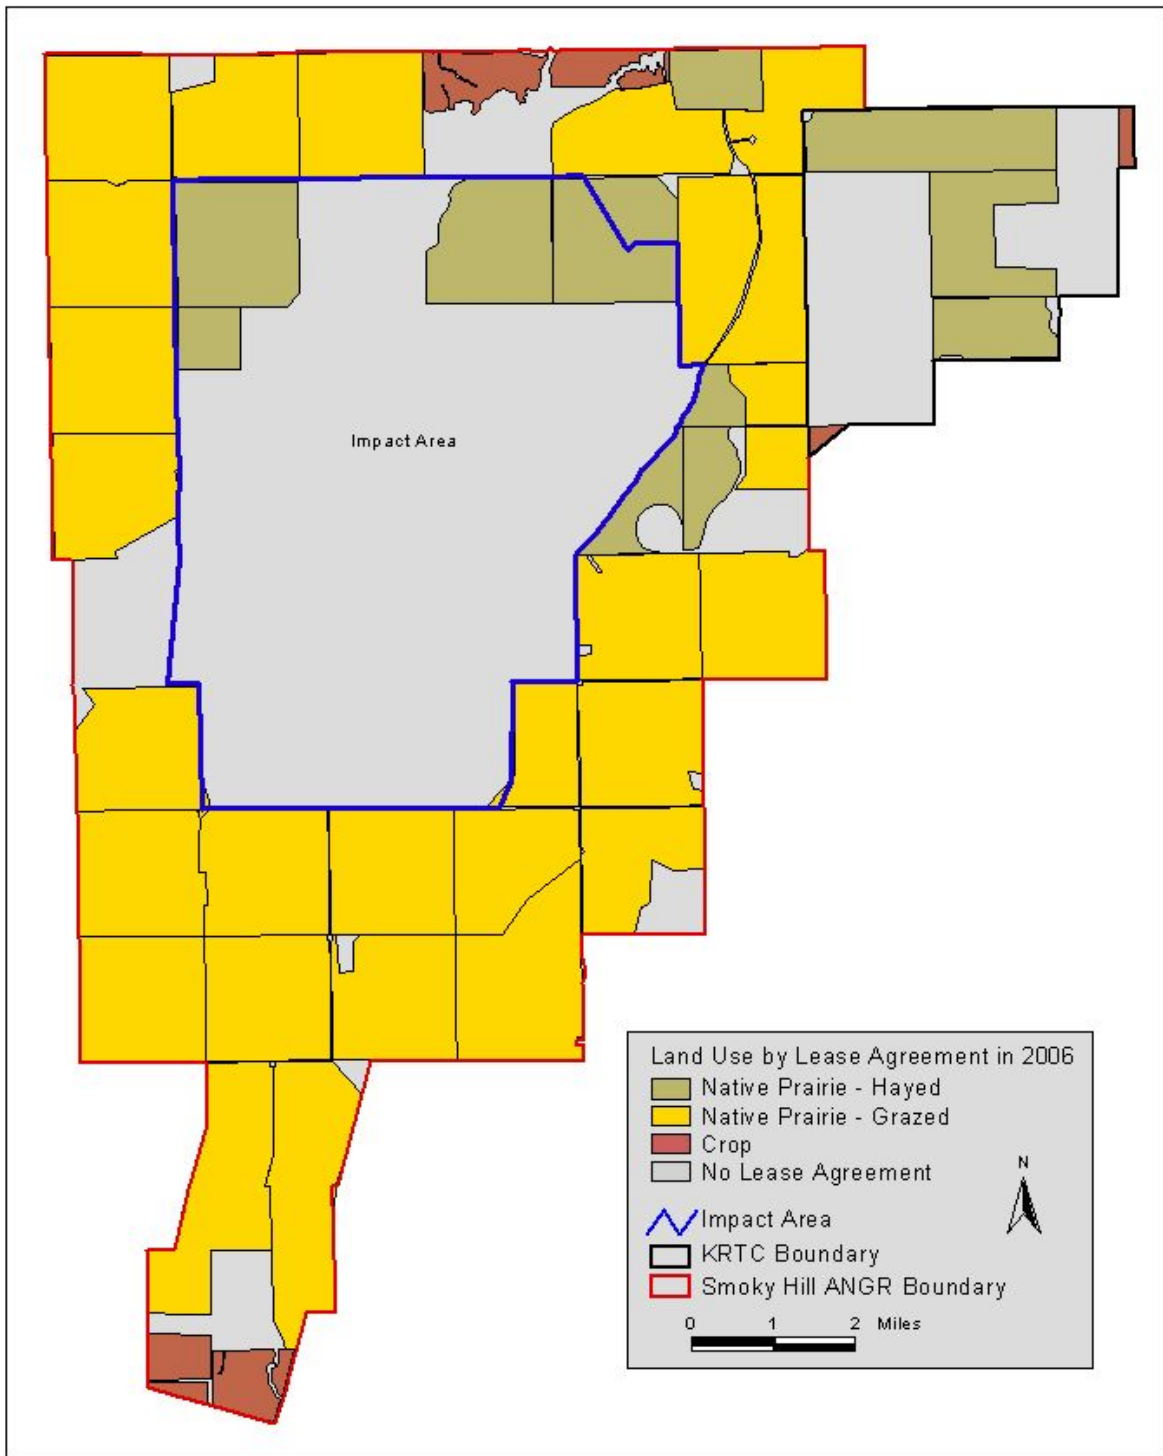 Impact Area
Land Use by Lease Agreement in 2006
Native Prairie - Hayed
Native Prairie - Grazed
Crop
No Lease Agreement
N
Impact Area
KRTC Boundary
Smoky Hill ANGR Boundary
0 1 2 Miles